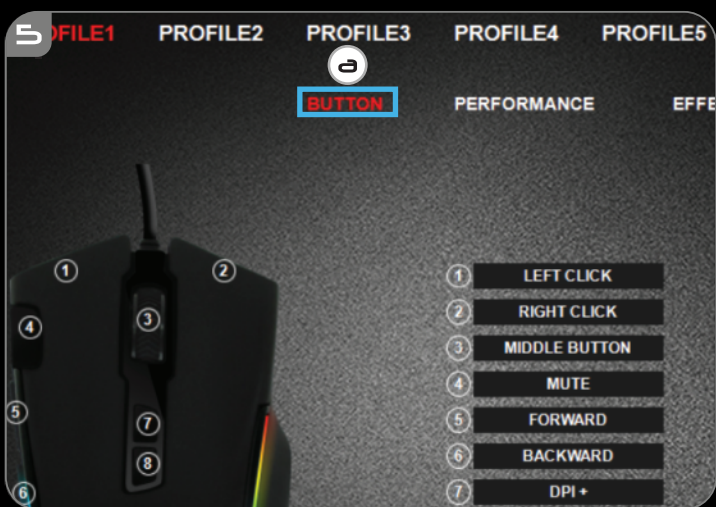 5
OFILE1 PROFILE2 PROFILE3 PROFILE4 PROFILE5
a
BUTTON PERFORMANCE EFFE
1 2
3
4
5
6
7
8
1 LEFT CLICK
2 RIGHT CLICK
3 MIDDLE BUTTON
4 MUTE
5 FORWARD
6 BACKWARD
7 DPI +